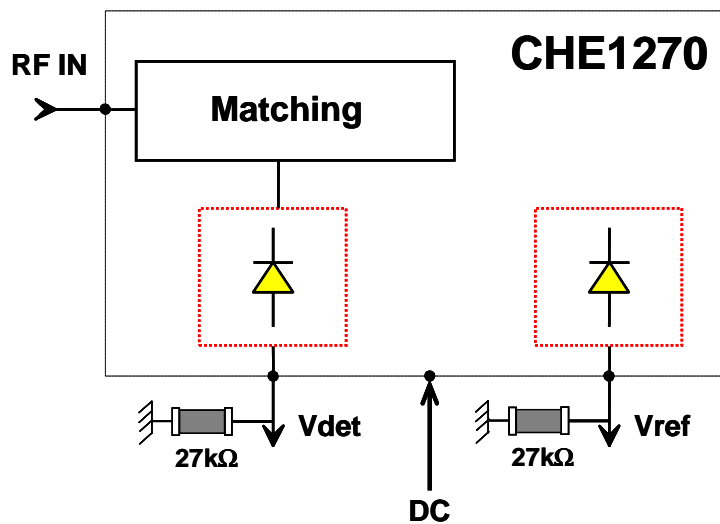 CHE1270
RF IN
Matching
Vdet
Vref
27kΩ
27kΩ
DC